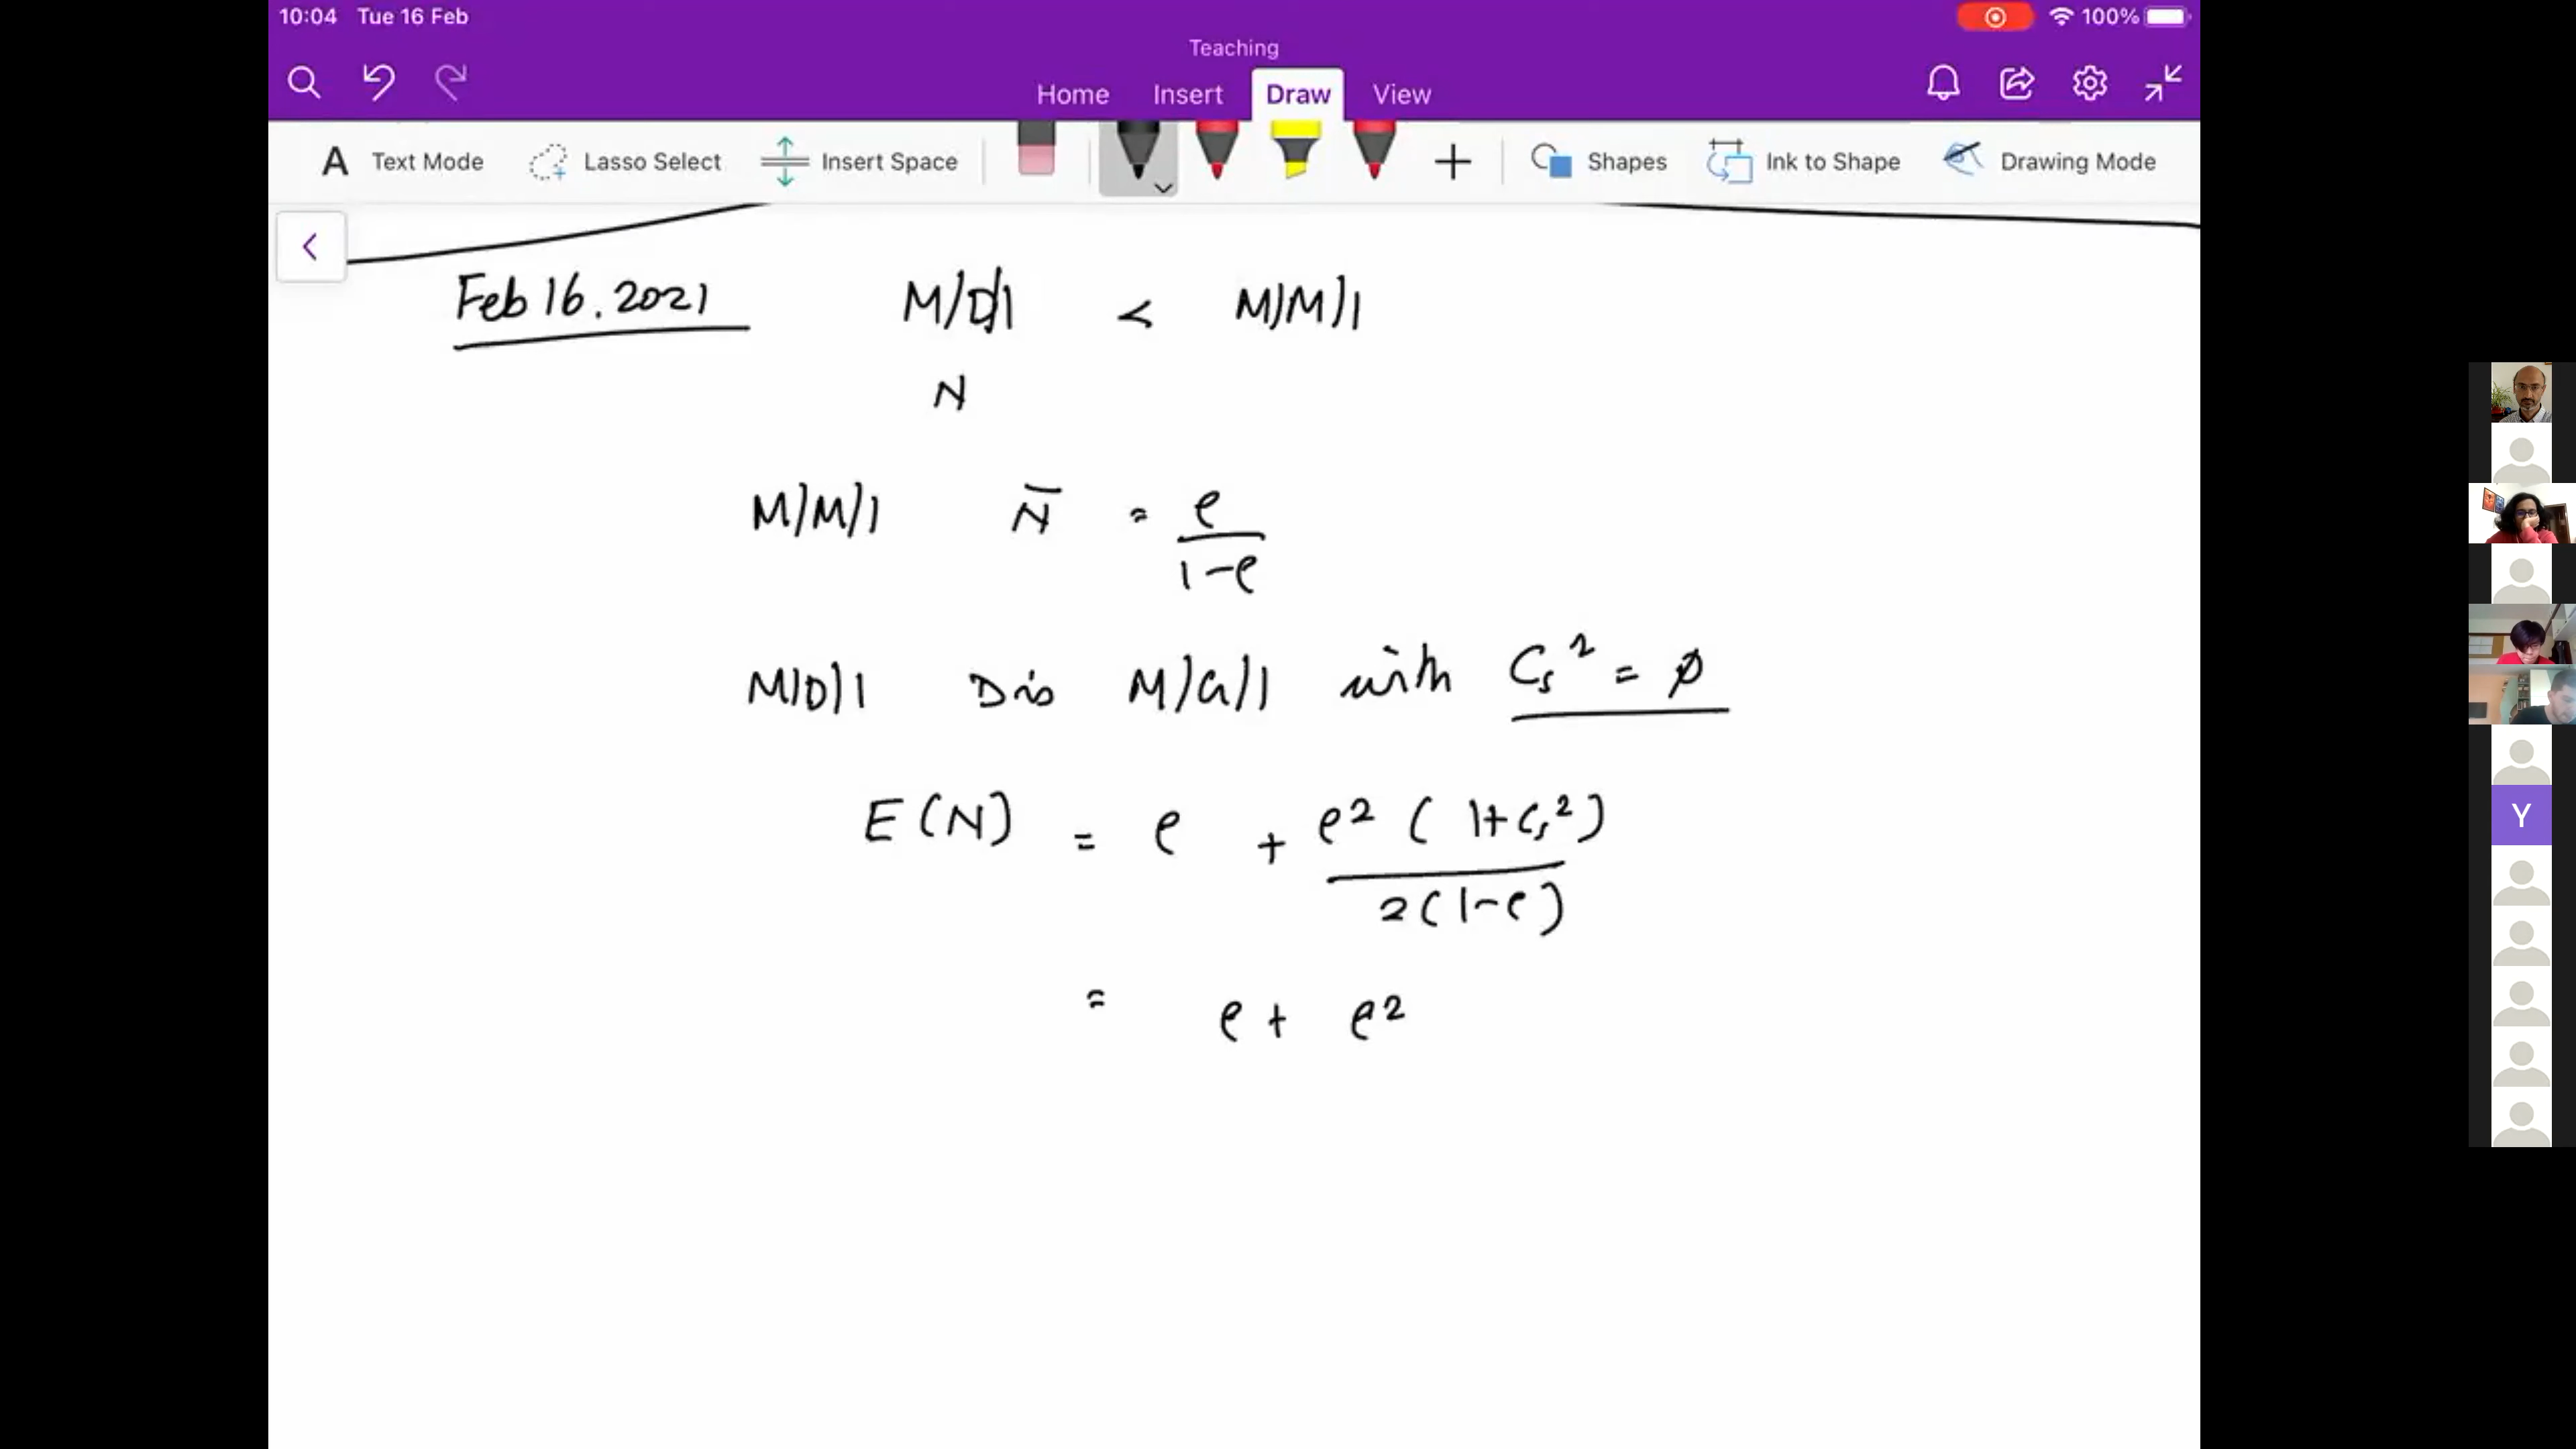 10:04 Tue 16 Feb 100%
Teaching
Home Insert Draw View
A Text Mode Lasso Select Insert Space Shapes Ink to Shape Drawing Mode
Feb 16. 2021 M/D/1 < M/M/1
N
M/M/1 N̄ = ρ/(1-ρ)
M/D/1 D is M/G/1 with Cs² = ∅
E(N) = ρ + ρ²(1+Cs²)/2(1-ρ)
= ρ + ρ²
Y